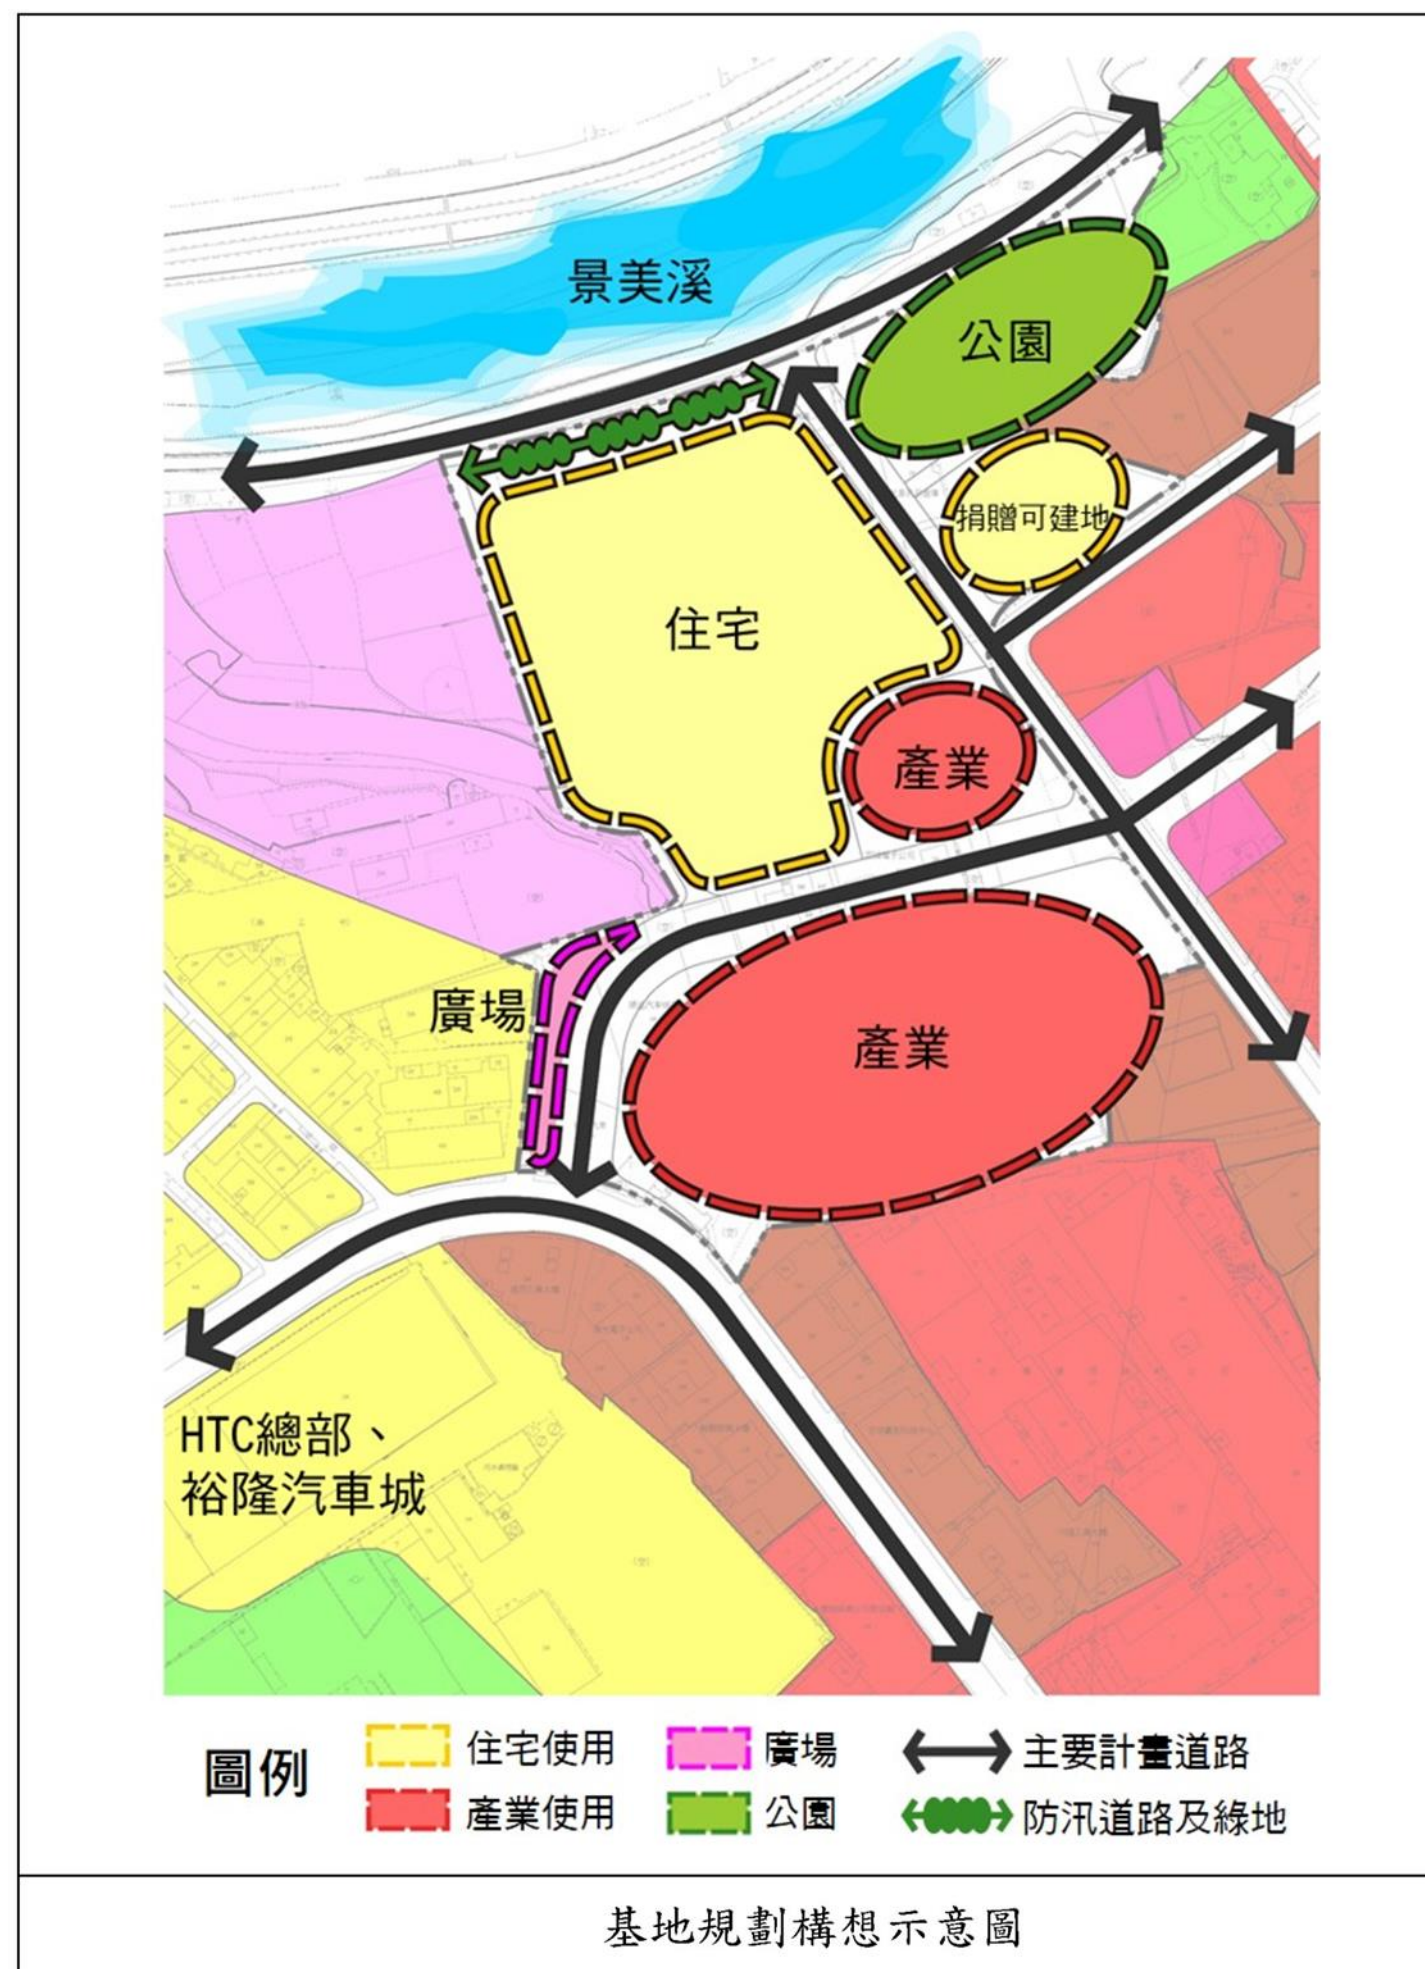 景美溪
公園
捐贈可建地
住宅
產業
廣場
產業
HTC總部、
裕隆汽車城
圖例
住宅使用
廣場
主要計畫道路
產業使用
公園
防汛道路及綠地
基地規劃構想示意圖